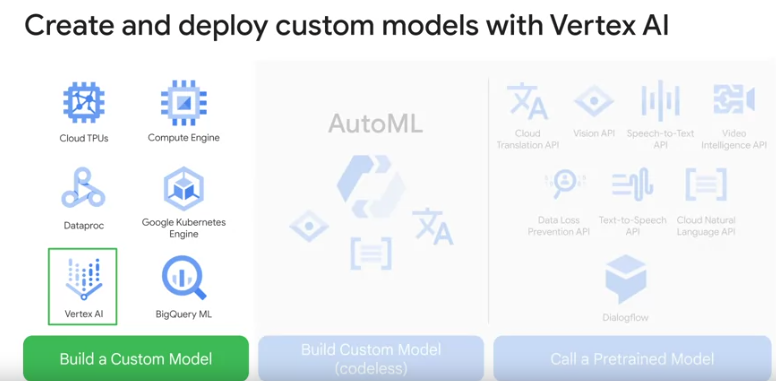 Create and deploy custom models with Vertex AI
Cloud TPUs
Compute Engine
Dataproc
Google Kubernetes
Engine
Vertex AI
BigQuery ML
Build a Custom Model
AutoML
Build Custom Model
(codeless)
Cloud
Translation API
Vision API
Speech-to-Text
API
Video
Intelligence API
Data Loss
Prevention API
Text-to-Speech
API
Cloud Natural
Language API
Dialogflow
Call a Pretrained Model